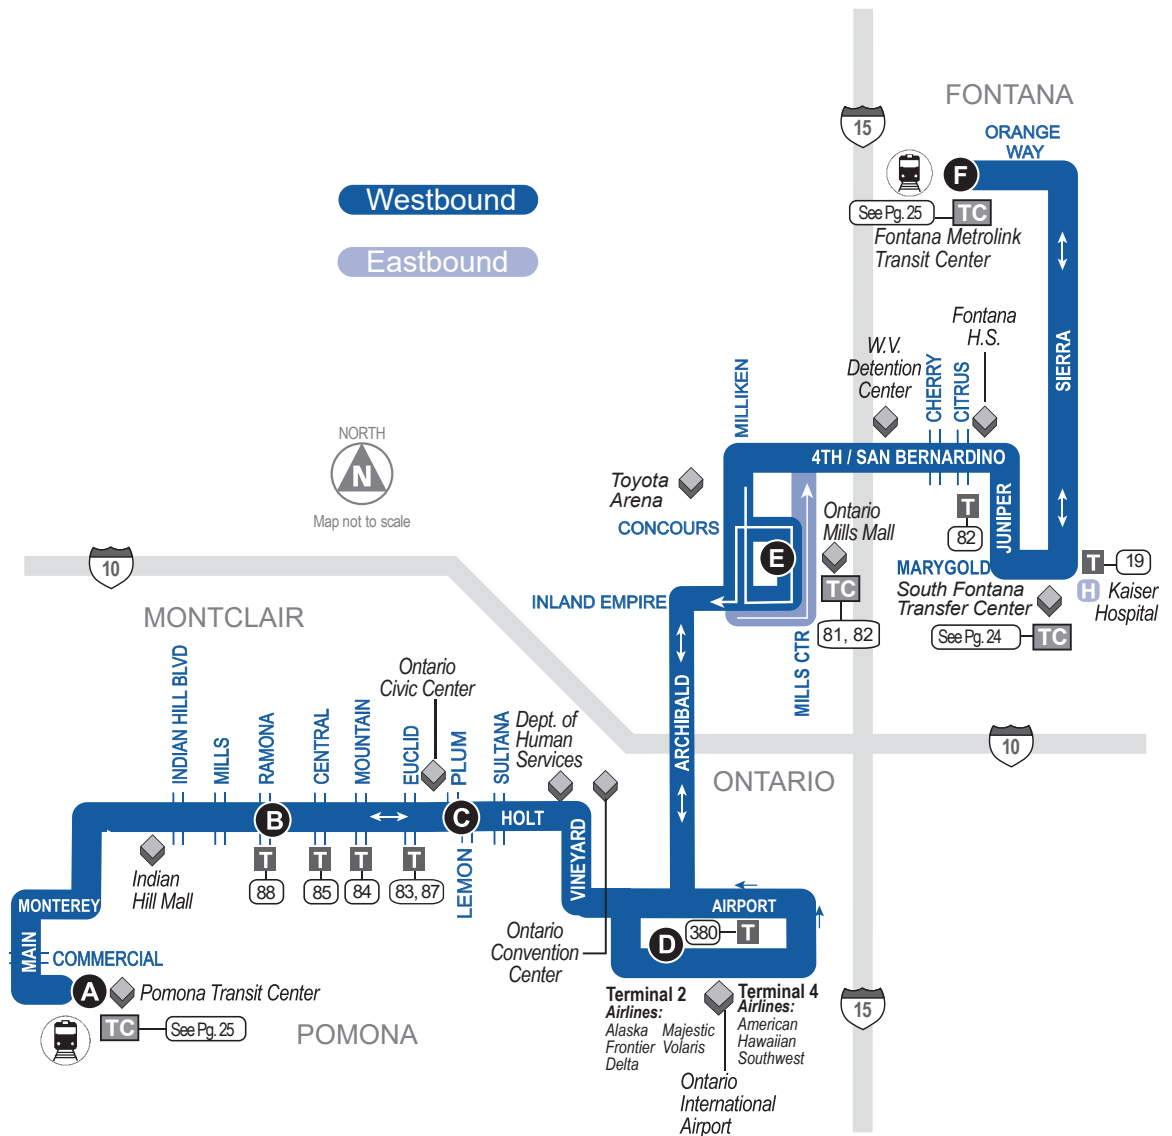 FONTANA
15
ORANGE
WAY
F
See Pg. 25
TC
Fontana Metrolink
Transit Center
Westbound
Eastbound
SIERRA
Fontana
H.S.
W.V.
Detention
Center
CHERRY
CITRUS
MILLIKEN
4TH / SAN BERNARDINO
NORTH
N
Map not to scale
Toyota
Arena
CONCOURS
Ontario
Mills Mall
T
82
JUNIPER
E
10
MARYGOLD
T
19
H
Kaiser
Hospital
South Fontana
Transfer Center
See Pg. 24
TC
INLAND EMPIRE
TC
81, 82
MILLS CTR
MONTCLAIR
Ontario
Civic Center
ARCHIBALD
INDIAN HILL BLVD
MILLS
RAMONA
CENTRAL
MOUNTAIN
EUCLID
PLUM
SULTANA
Dept. of
Human
Services
10
ONTARIO
B
C
HOLT
T
88
T
85
T
84
T
83, 87
LEMON
VINEYARD
Indian
Hill Mall
MONTEREY
MAIN
COMMERCIAL
AIRPORT
D
380
T
Ontario
Convention
Center
A
Pomona Transit Center
TC
See Pg. 25
POMONA
Terminal 2
Airlines:
Alaska Majestic
Frontier Volaris
Delta
Terminal 4
Airlines:
American
Hawaiian
Southwest
15
Ontario
International
Airport